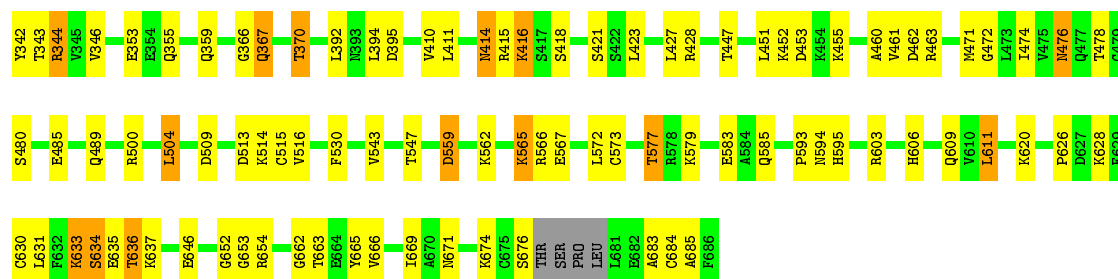 Y342 T343 R344 V345 V346 E353 E354 Q355 Q359 G366 Q367 T370 L392 N393 L394 D395 V410 L411 N414 R415 K416 S417 S418 S421 S422 L423 L427 R428 T447 L451 K452 D453 K454 K455 A460 V461 D462 R463 M471 G472 L473 I474 V475 N476 Q477 T478
S480 E485 Q489 R500 L504 D509 D513 K514 C515 V516 F530 V543 T547 D559 K562 K565 R566 E567 L572 C573 T577 R578 K579 E583 A584 Q585 P593 N594 H595 R603 H606 Q609 V610 L611 K620 P626 D627 K628
C630 L631 F632 K633 S634 E635 T636 K637 E646 G652 G653 R654 G662 T663 E664 Y665 V666 I669 A670 N671 K674 C675 S676 THR SER PRO LEU L681 E682 A683 C684 A685 F686